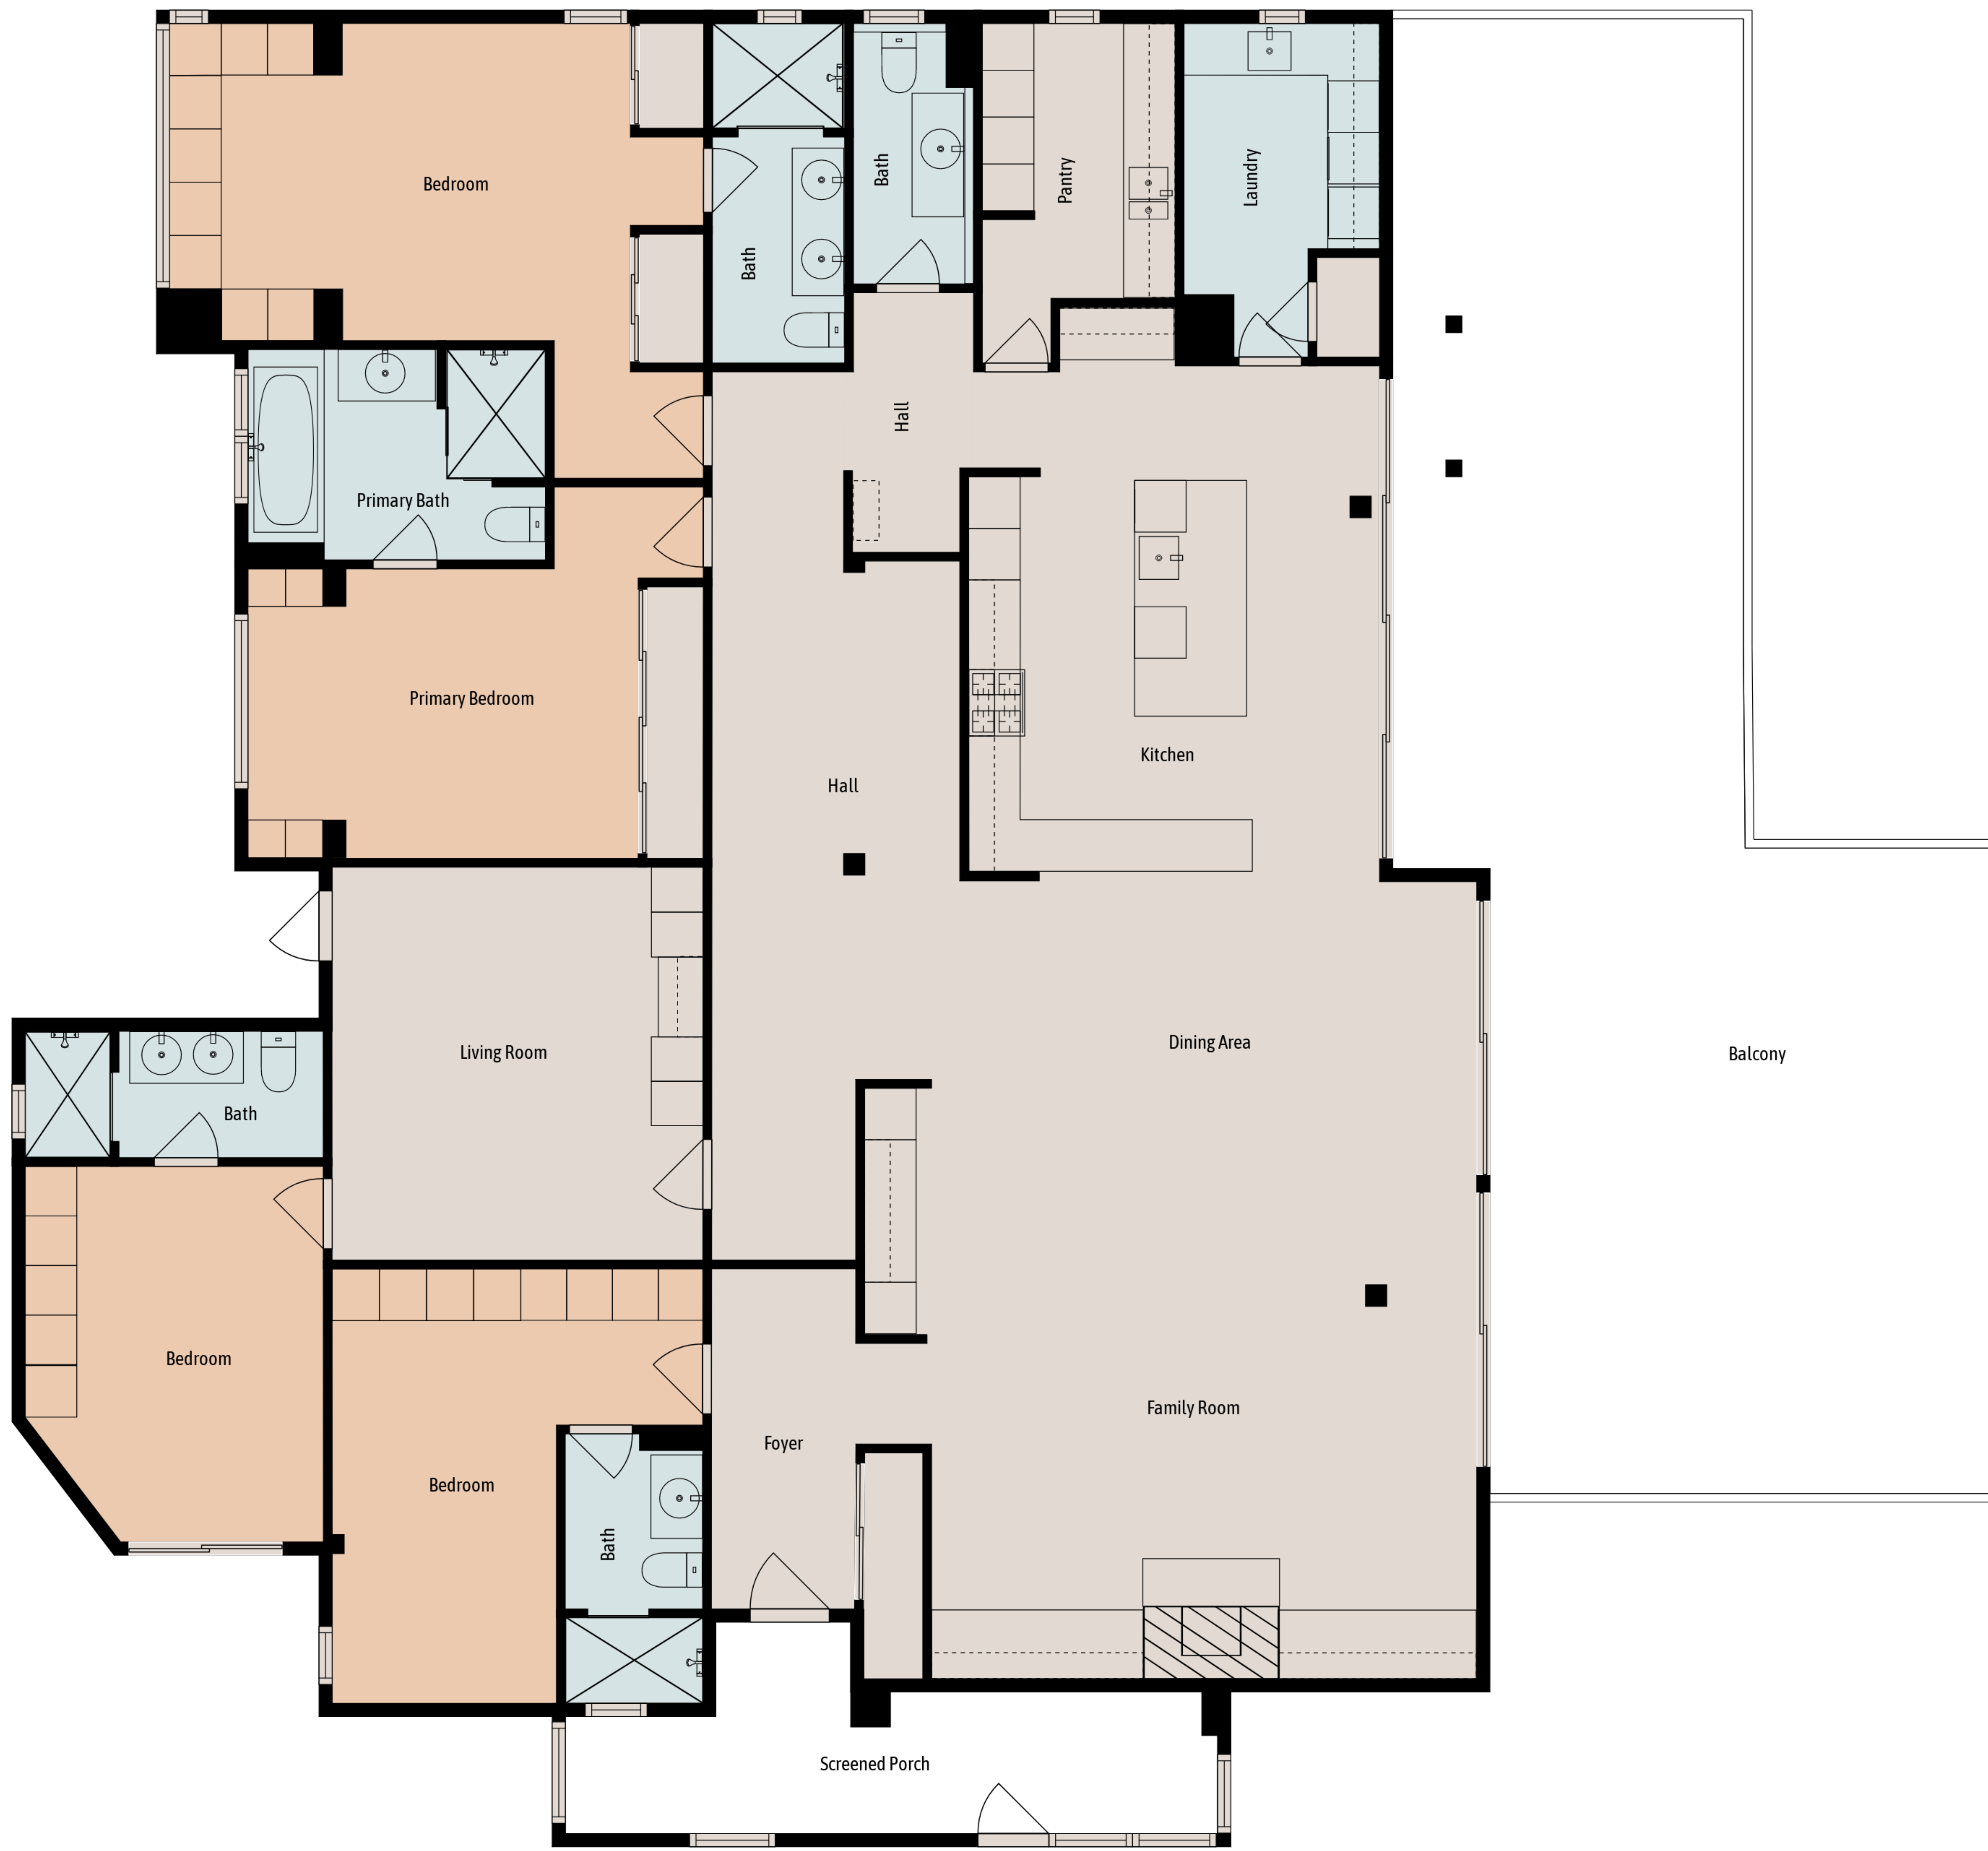 Bedroom
Bath
Bath
Pantry
Laundry
Hall
Primary Bath
Primary Bedroom
Kitchen
Hall
Living Room
Dining Area
Balcony
Bath
Bedroom
Family Room
Foyer
Bedroom
Bath
Screened Porch